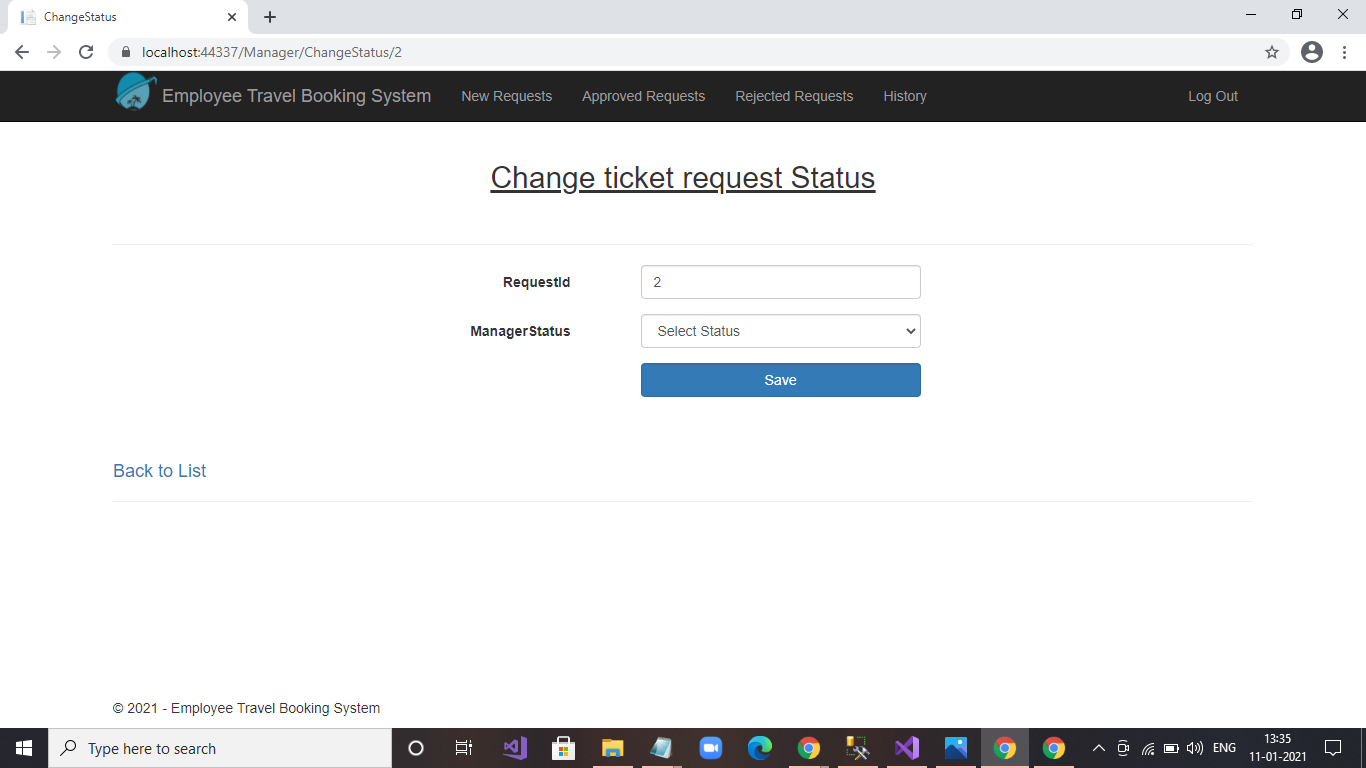 ChangeStatus
localhost:44337/Manager/ChangeStatus/2
Employee Travel Booking System New Requests Approved Requests Rejected Requests History Log Out
Change ticket request Status
RequestId 2
ManagerStatus Select Status
Save
Back to List
© 2021 - Employee Travel Booking System
Type here to search ENG 13:35
11-01-2021